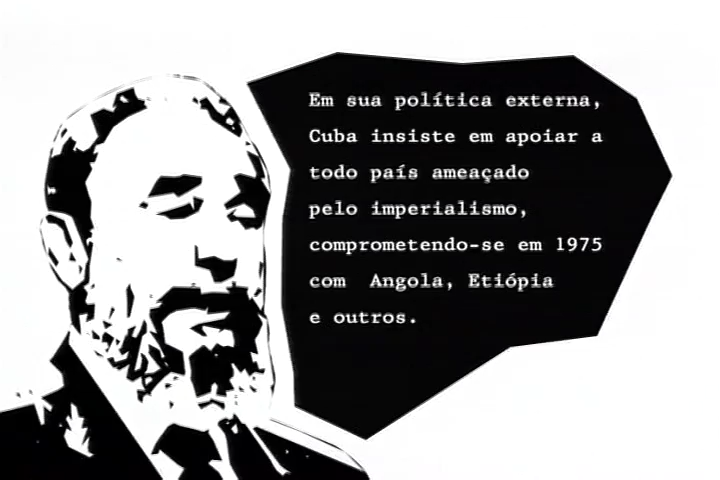 Em sua política externa,
Cuba insiste em apoiar a
todo país ameaçado
pelo imperialismo,
comprometendo-se em 1975
com  Angola, Etiópia
e outros.